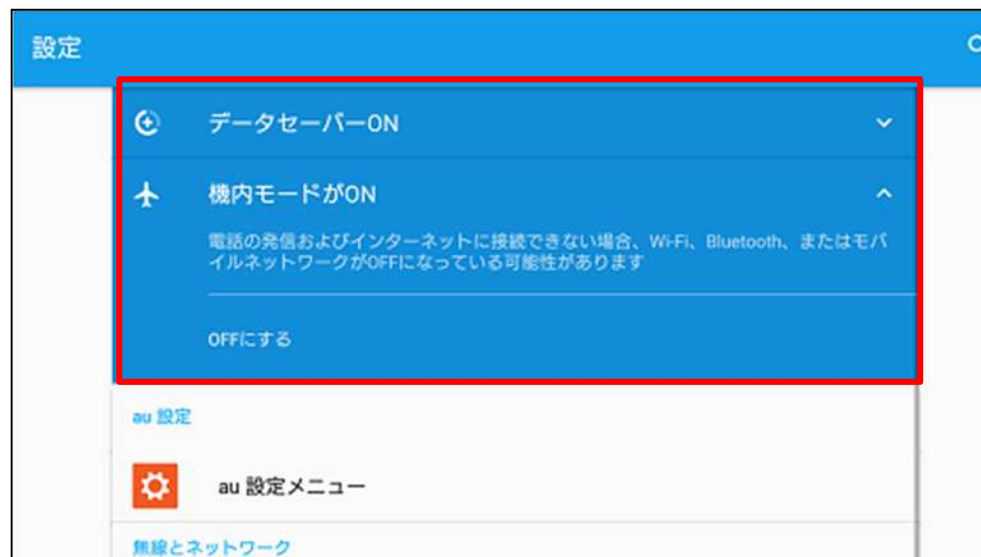 設定
データセーバーON
機内モードがON
電話の発信およびインターネットに接続できない場合、Wi-Fi、Bluetooth、またはモバ
イルネットワークがOFFになっている可能性があります
OFFにする
au 設定
au 設定メニュー
無線とネットワーク